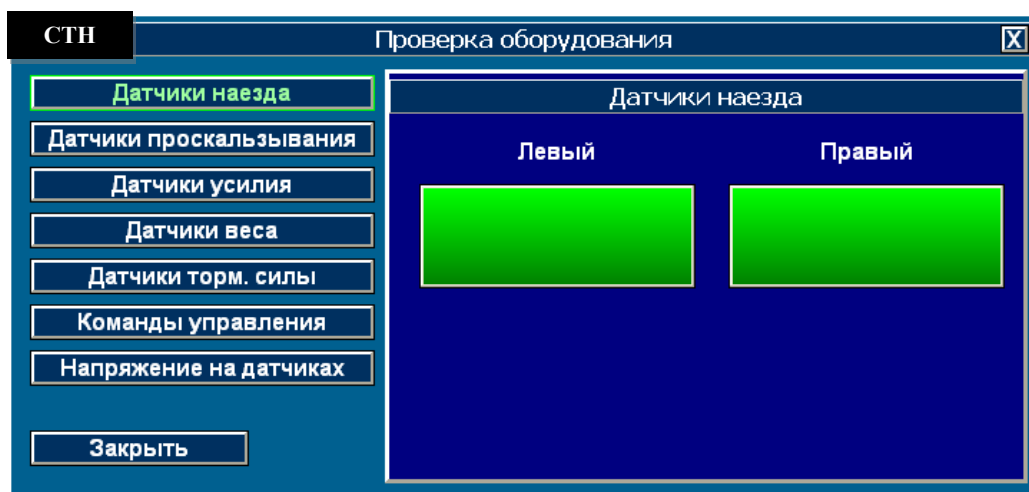 СТН
Проверка оборудования
X
Датчики наезда
Датчики проскальзывания
Датчики усилия
Датчики веса
Датчики торм. силы
Команды управления
Напряжение на датчиках
Закрыть
Датчики наезда
Левый
Правый